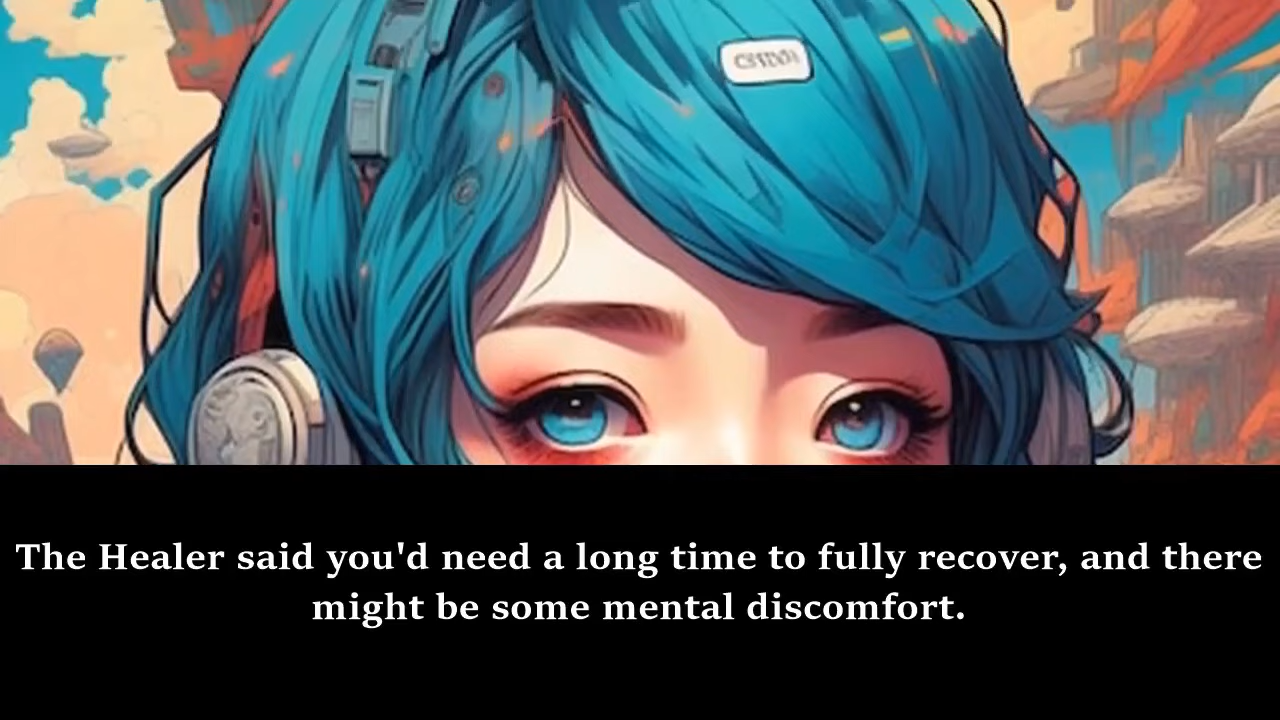 The Healer said you'd need a long time to fully recover, and there
might be some mental discomfort.